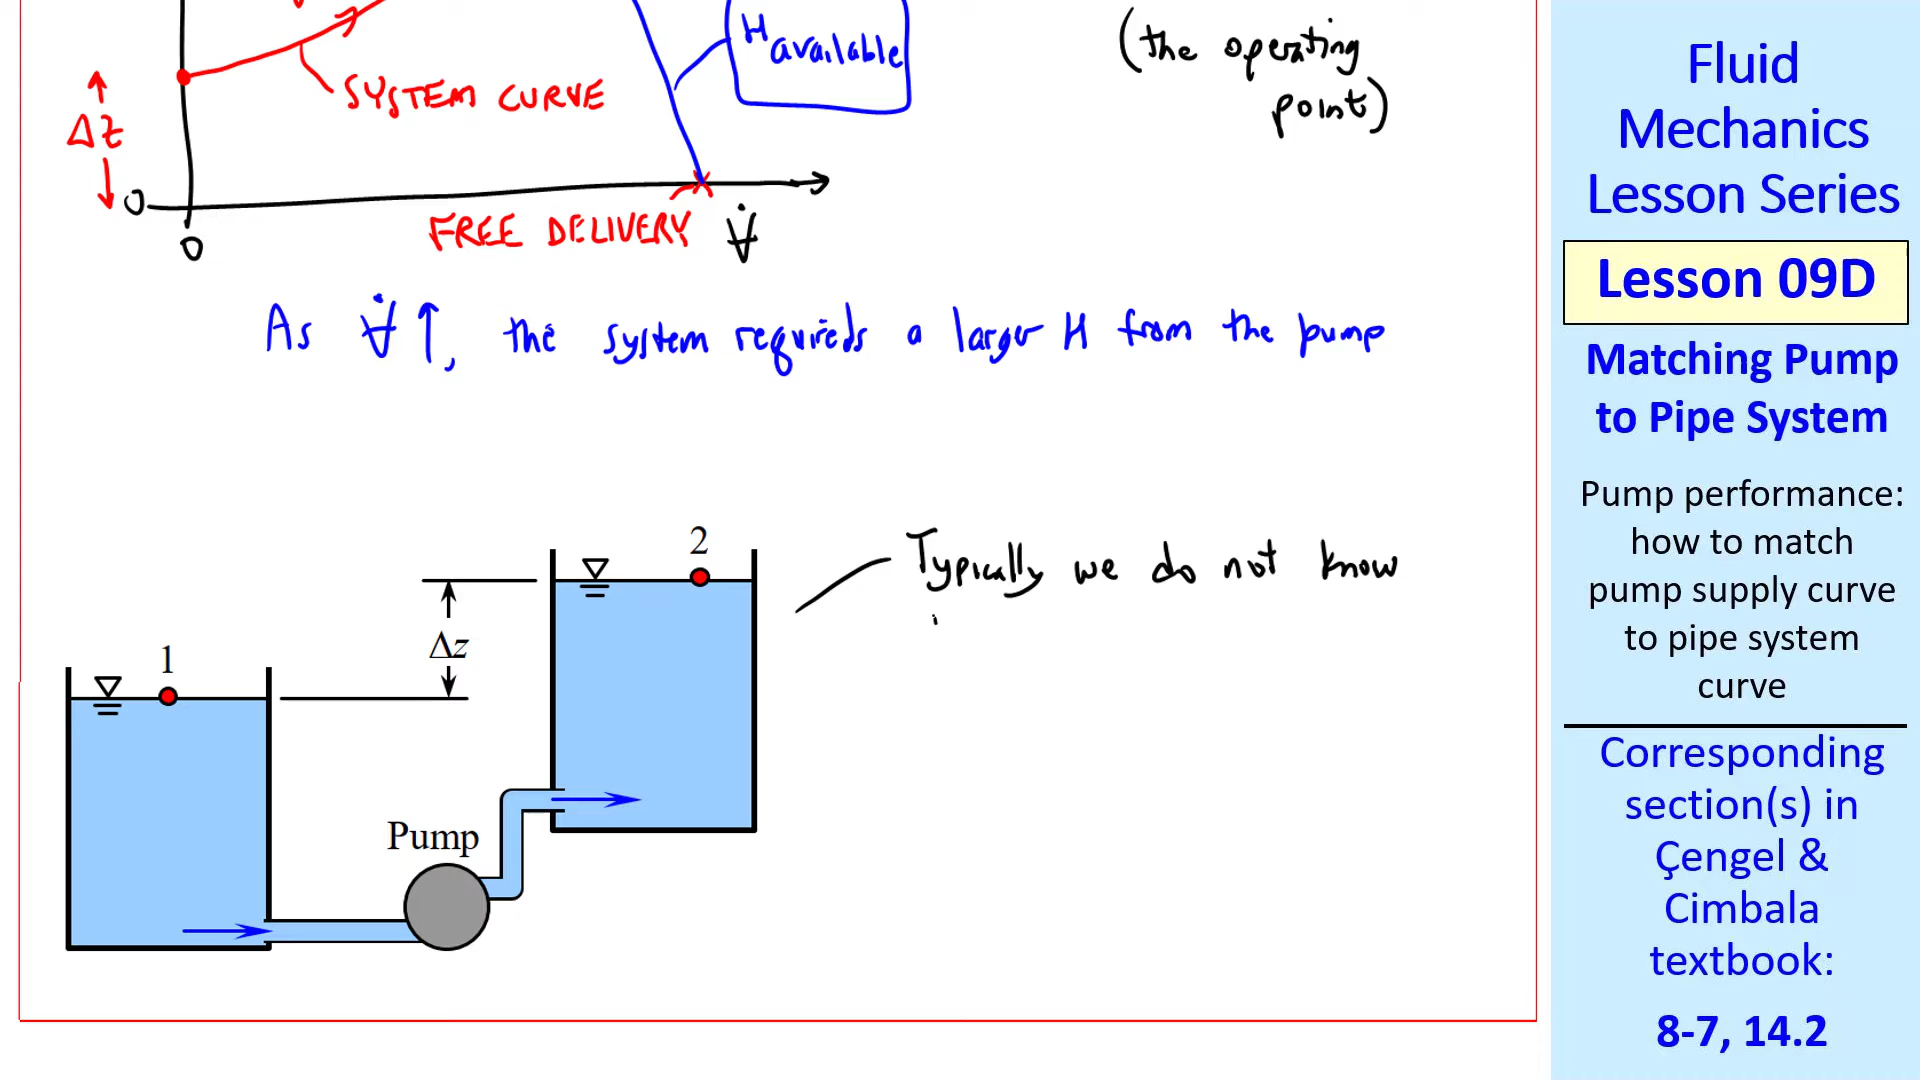 Havailable
(the operating
point)
SYSTEM CURVE
Δz
0
0
FREE DELIVERY
V̇
As V̇ ↑, the system requireds a larger H from the pump
Typically we do not know
2
Δz
1
Pump
Fluid
Mechanics
Lesson Series
Lesson 09D
Matching Pump
to Pipe System
Pump performance:
how to match
pump supply curve
to pipe system
curve
Corresponding
section(s) in
Çengel &
Cimbala
textbook:
8-7, 14.2